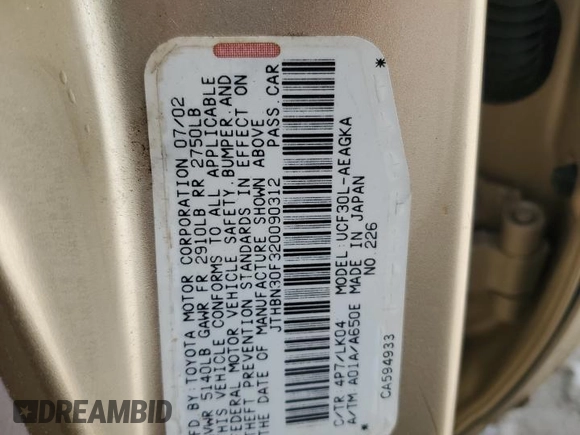 FD BY TOYOTA MOTOR CORPORATION 07/02
VWR 5140LB GAWR FR 2910LB RR 2750LB
THIS VEHICLE CONFORMS TO ALL APPLICABLE
FEDERAL MOTOR VEHICLE SAFETY, BUMPER, AND
THEFT PREVENTION STANDARDS IN EFFECT ON
THE DATE OF MANUFACTURE SHOWN ABOVE.
JTHBN30F320090312 PASS. CAR
*
MODEL: UCF30L-AEAGKA
C/TR 4P7/LK04 MADE IN JAPAN
A/TM A01A/A650E NO. 226
*
CA594933
DREAMBID